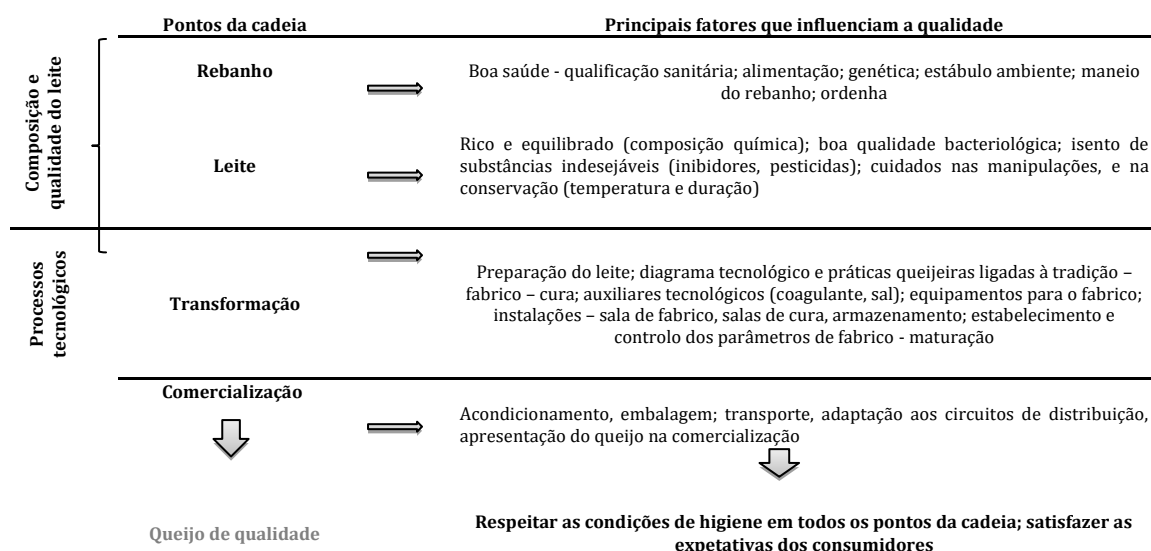 Pontos da cadeia
Principais fatores que influenciam a qualidade
Composição e
qualidade do leite
Rebanho
Boa saúde - qualificação sanitária; alimentação; genética; estábulo ambiente; maneio
do rebanho; ordenha
Leite
Rico e equilibrado (composição química); boa qualidade bacteriológica; isento de
substâncias indesejáveis (inibidores, pesticidas); cuidados nas manipulações, e na
conservação (temperatura e duração)
Processos
tecnológicos
Transformação
Preparação do leite; diagrama tecnológico e práticas queijeiras ligadas à tradição –
fabrico – cura; auxiliares tecnológicos (coagulante, sal); equipamentos para o fabrico;
instalações – sala de fabrico, salas de cura, armazenamento; estabelecimento e
controlo dos parâmetros de fabrico - maturação
Comercialização
Acondicionamento, embalagem; transporte, adaptação aos circuitos de distribuição,
apresentação do queijo na comercialização
Queijo de qualidade
Respeitar as condições de higiene em todos os pontos da cadeia; satisfazer as
expetativas dos consumidores